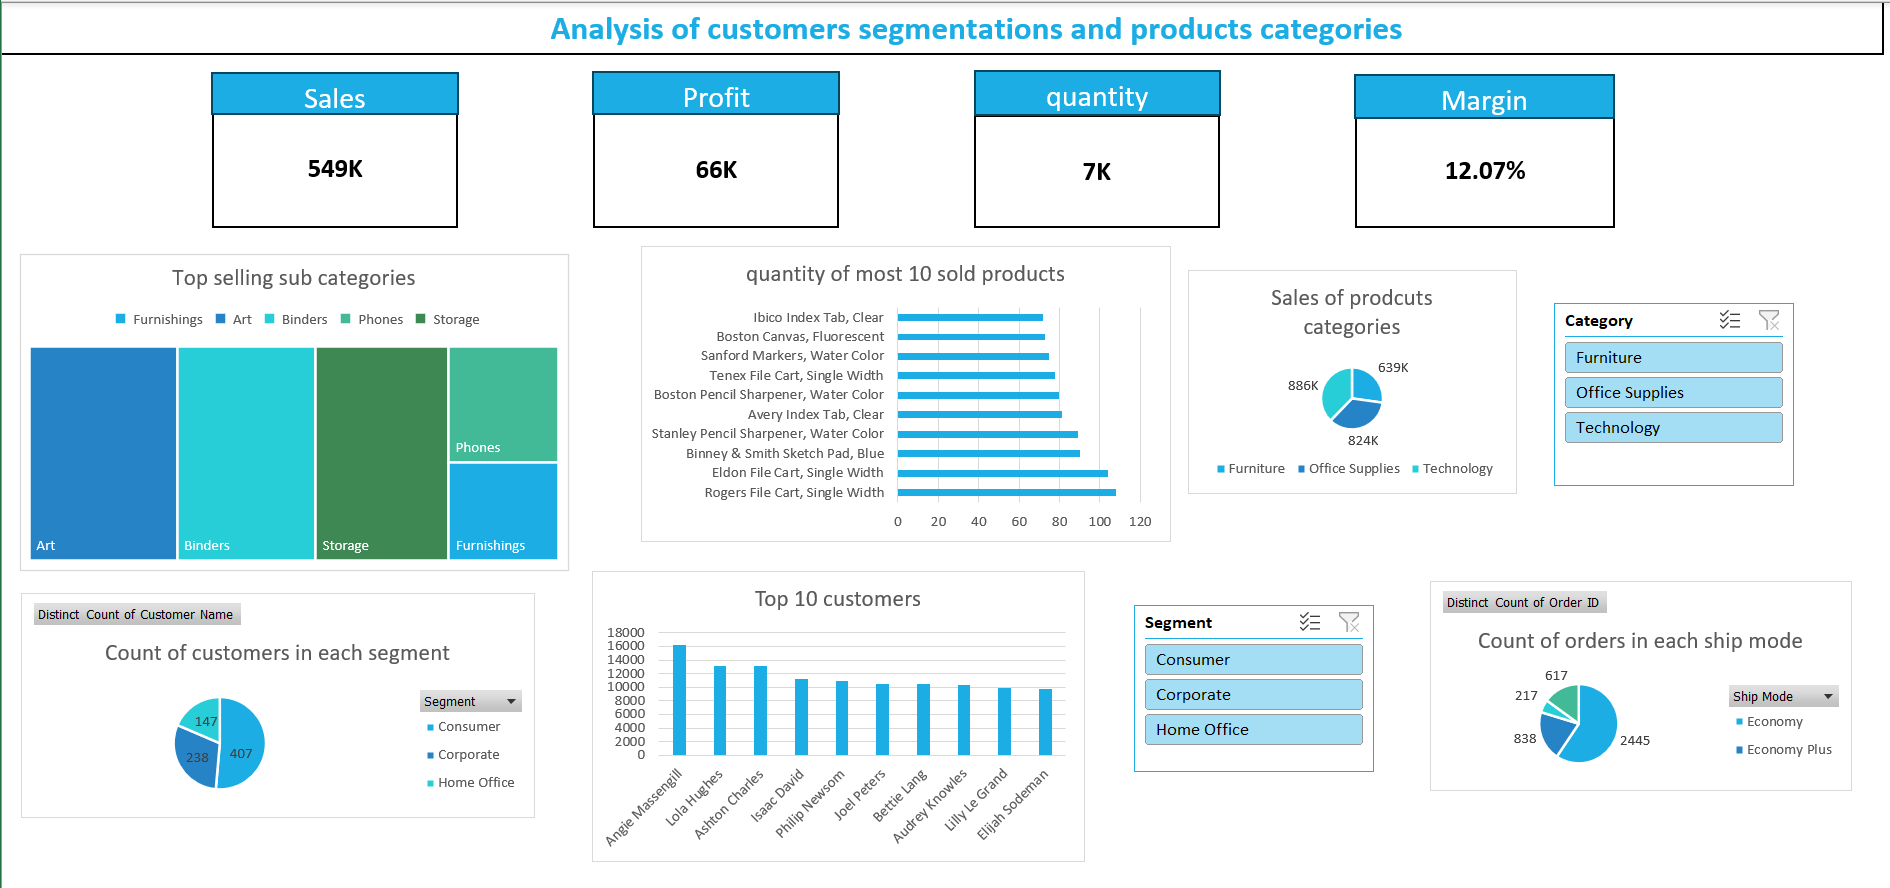 Analysis of customers segmentations and products categories
Sales
549K
Profit
66K
quantity
7K
Margin
12.07%
Top selling sub categories
Furnishings Art Binders Phones Storage
Art
Binders
Storage
Phones
Furnishings
quantity of most 10 sold products
Ibico Index Tab, Clear
Boston Canvas, Fluorescent
Sanford Markers, Water Color
Tenex File Cart, Single Width
Boston Pencil Sharpener, Water Color
Avery Index Tab, Clear
Stanley Pencil Sharpener, Water Color
Binney & Smith Sketch Pad, Blue
Eldon File Cart, Single Width
Rogers File Cart, Single Width
0 20 40 60 80 100 120
Sales of prodcuts
categories
639K
886K
824K
Furniture Office Supplies Technology
Category
Furniture
Office Supplies
Technology
Distinct Count of Customer Name
Count of customers in each segment
147
238
407
Segment
Consumer
Corporate
Home Office
Top 10 customers
18000
16000
14000
12000
10000
8000
6000
4000
2000
0
Angie Massengill
Lola Hughes
Ashton Charles
Isaac David
Philip Newsom
Joel Peters
Bettie Lang
Audrey Knowles
Lilly Le Grand
Elijah Sodeman
Segment
Consumer
Corporate
Home Office
Distinct Count of Order ID
Count of orders in each ship mode
617
217
838
2445
Ship Mode
Economy
Economy Plus